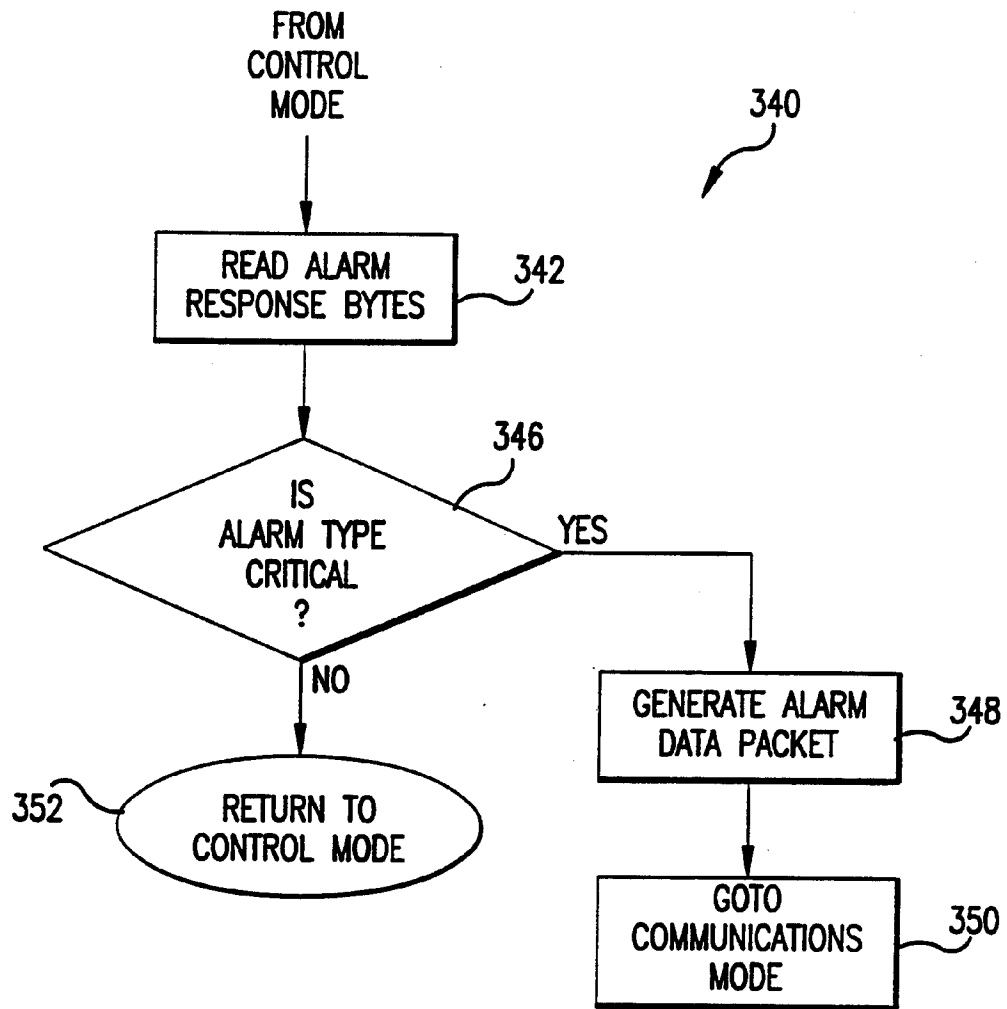 FROM
CONTROL
MODE
340
READ ALARM
RESPONSE BYTES
342
346
IS
ALARM TYPE
CRITICAL
?
YES
NO
GENERATE ALARM
DATA PACKET
348
352
RETURN TO
CONTROL MODE
GOTO
COMMUNICATIONS
MODE
350